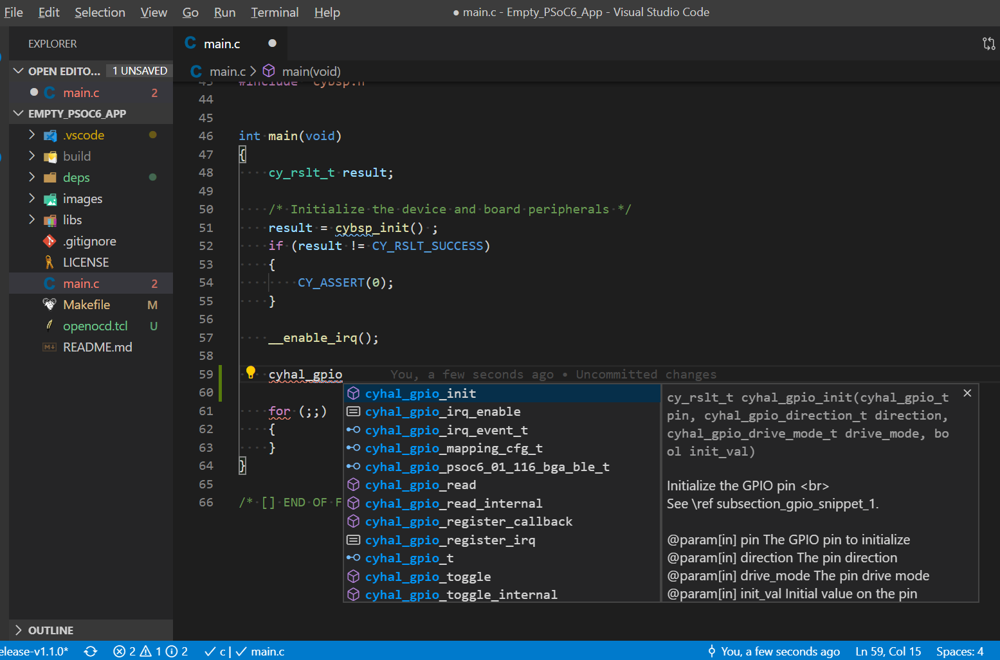 File Edit Selection View Go Run Terminal Help
● main.c - Empty_PSoC6_App - Visual Studio Code
EXPLORER
OPEN EDITO... 1 UNSAVED
main.c 2
EMPTY_PSOC6_APP
.vscode
build
deps
images
libs
.gitignore
LICENSE
main.c 2
Makefile M
openocd.tcl U
README.md
OUTLINE
main.c
main.c > main(void)
43 #include "cybsp.h"
44
45
46 int main(void)
47 {
48 cy_rslt_t result;
49
50 /* Initialize the device and board peripherals */
51 result = cybsp_init() ;
52 if (result != CY_RSLT_SUCCESS)
53 {
54 CY_ASSERT(0);
55 }
56
57 __enable_irq();
58
59 cyhal_gpio You, a few seconds ago • Uncommitted changes
60
61 for (;;)
62 {
63 }
64 }
65
66 /* [] END OF F
cyhal_gpio_init
cyhal_gpio_irq_enable
cyhal_gpio_irq_event_t
cyhal_gpio_mapping_cfg_t
cyhal_gpio_psoc6_01_116_bga_ble_t
cyhal_gpio_read
cyhal_gpio_read_internal
cyhal_gpio_register_callback
cyhal_gpio_register_irq
cyhal_gpio_t
cyhal_gpio_toggle
cyhal_gpio_toggle_internal
cy_rslt_t cyhal_gpio_init(cyhal_gpio_t
pin, cyhal_gpio_direction_t direction,
cyhal_gpio_drive_mode_t drive_mode, bo
ol init_val)
Initialize the GPIO pin <br>
See \ref subsection_gpio_snippet_1.
@param[in] pin The GPIO pin to initialize
@param[in] direction The pin direction
@param[in] drive_mode The pin drive mode
@param[in] init_val Initial value on the pin
elease-v1.1.0* 2 1 2 ✓ c | ✓ main.c You, a few seconds ago Ln 59, Col 15 Spaces: 4